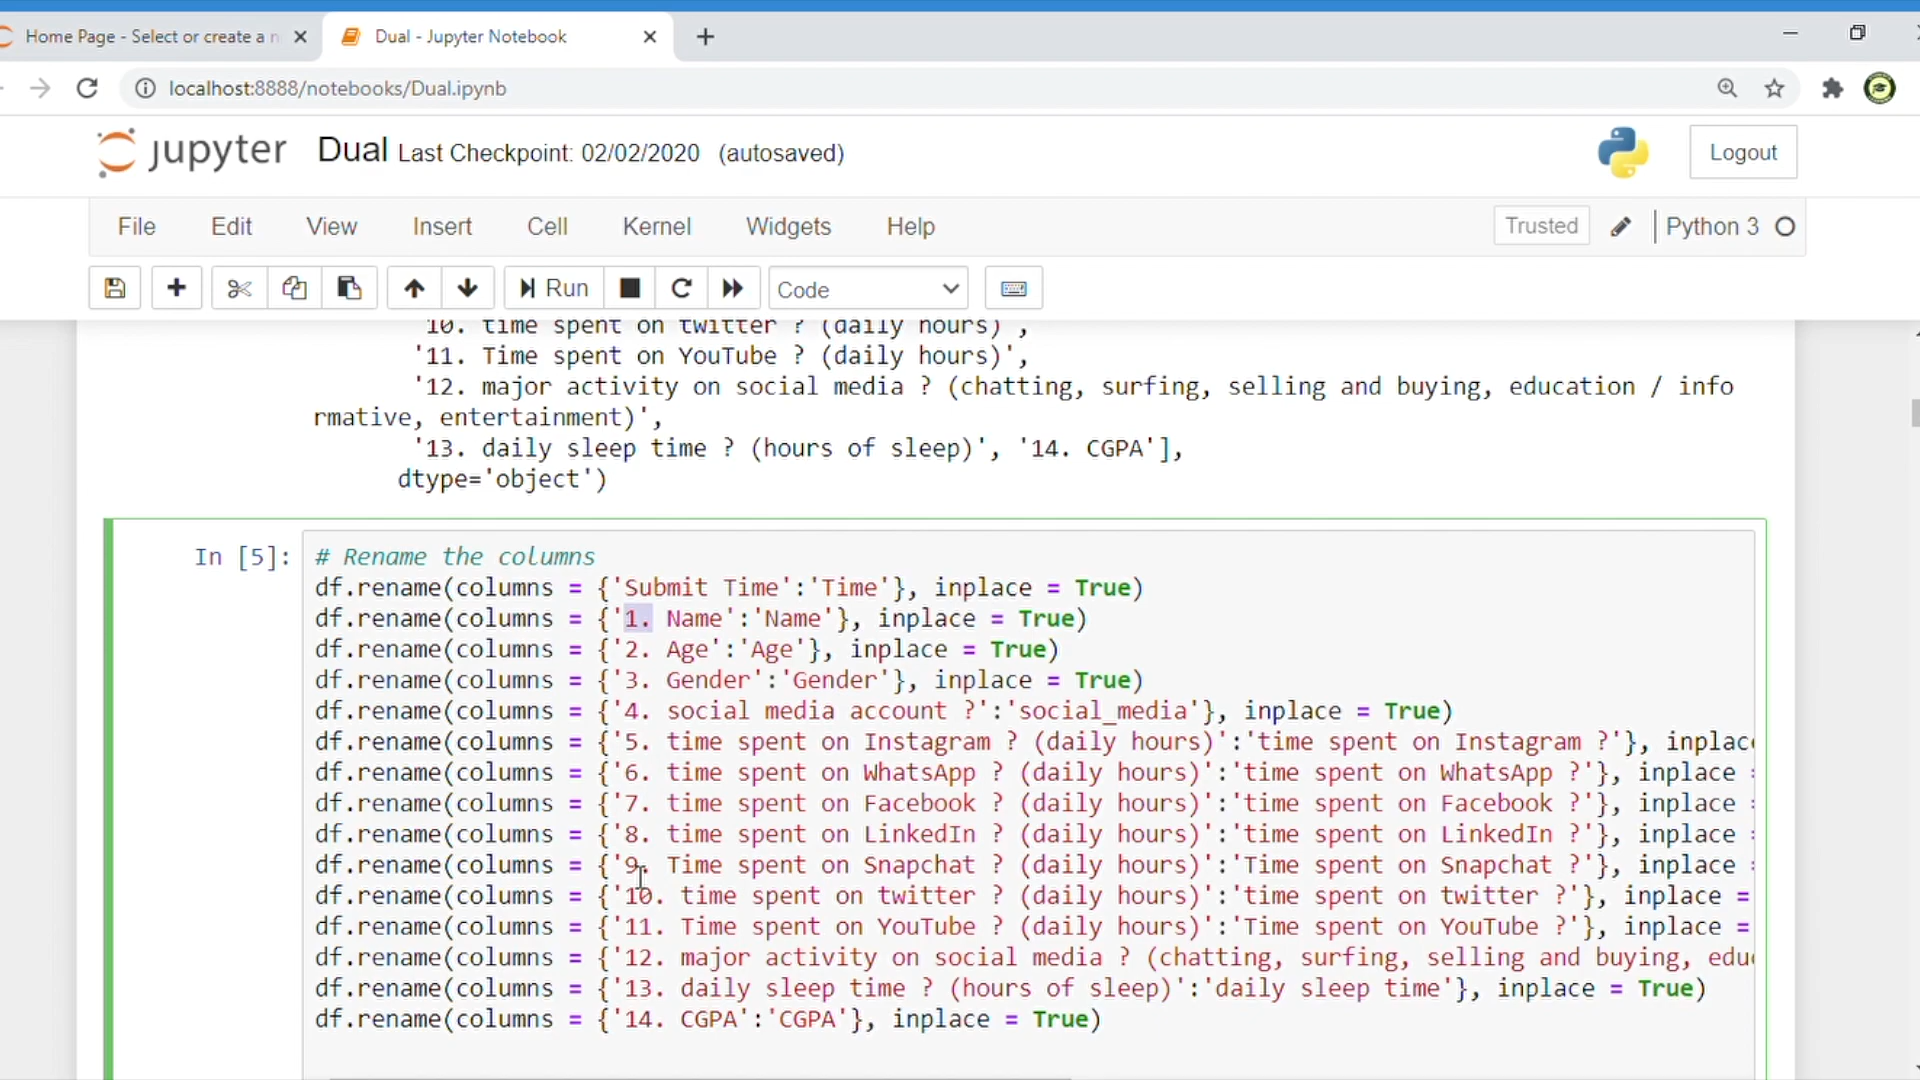 Home Page - Select or create a n
Dual - Jupyter Notebook
localhost:8888/notebooks/Dual.ipynb
jupyter Dual Last Checkpoint: 02/02/2020 (autosaved)
Logout
File Edit View Insert Cell Kernel Widgets Help Trusted Python 3
Run Code
'10. time spent on twitter ? (daily hours)',
'11. Time spent on YouTube ? (daily hours)',
'12. major activity on social media ? (chatting, surfing, selling and buying, education / info
rmative, entertainment)',
'13. daily sleep time ? (hours of sleep)', '14. CGPA'],
dtype='object')
In [5]: # Rename the columns
df.rename(columns = {'Submit Time':'Time'}, inplace = True)
df.rename(columns = {'1. Name':'Name'}, inplace = True)
df.rename(columns = {'2. Age':'Age'}, inplace = True)
df.rename(columns = {'3. Gender':'Gender'}, inplace = True)
df.rename(columns = {'4. social media account ?':'social_media'}, inplace = True)
df.rename(columns = {'5. time spent on Instagram ? (daily hours)':'time spent on Instagram ?'}, inplac
df.rename(columns = {'6. time spent on WhatsApp ? (daily hours)':'time spent on WhatsApp ?'}, inplace =
df.rename(columns = {'7. time spent on Facebook ? (daily hours)':'time spent on Facebook ?'}, inplace =
df.rename(columns = {'8. time spent on LinkedIn ? (daily hours)':'time spent on LinkedIn ?'}, inplace =
df.rename(columns = {'9. Time spent on Snapchat ? (daily hours)':'Time spent on Snapchat ?'}, inplace =
df.rename(columns = {'10. time spent on twitter ? (daily hours)':'time spent on twitter ?'}, inplace =
df.rename(columns = {'11. Time spent on YouTube ? (daily hours)':'Time spent on YouTube ?'}, inplace =
df.rename(columns = {'12. major activity on social media ? (chatting, surfing, selling and buying, edu
df.rename(columns = {'13. daily sleep time ? (hours of sleep)':'daily sleep time'}, inplace = True)
df.rename(columns = {'14. CGPA':'CGPA'}, inplace = True)